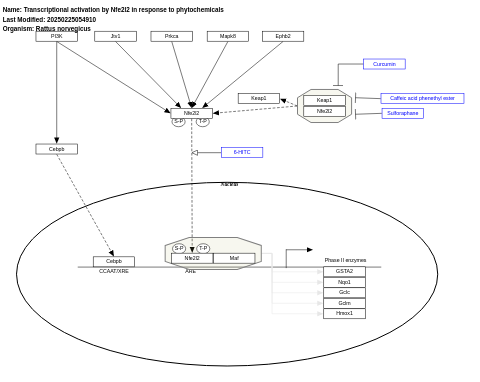 Name: Transcriptional activation by Nfe2l2 in response to phytochemicals
Last Modified: 20250225054910
Organism: Rattus norvegicus
PI3K
Jtv1
Prkca
Mapk8
Ephb2
Curcumin
Keap1
Keap1
Nfe2l2
Caffeic acid phenethyl ester
Sulforaphane
Nfe2l2
S-P
T-P
Cebpb
6-HITC
Nucleus
S-P
T-P
Cebpb
Nfe2l2
Maf
CCAAT/XRE
ARE
Phase II enzymes
GSTA2
Nqo1
Gclc
Gclm
Hmox1